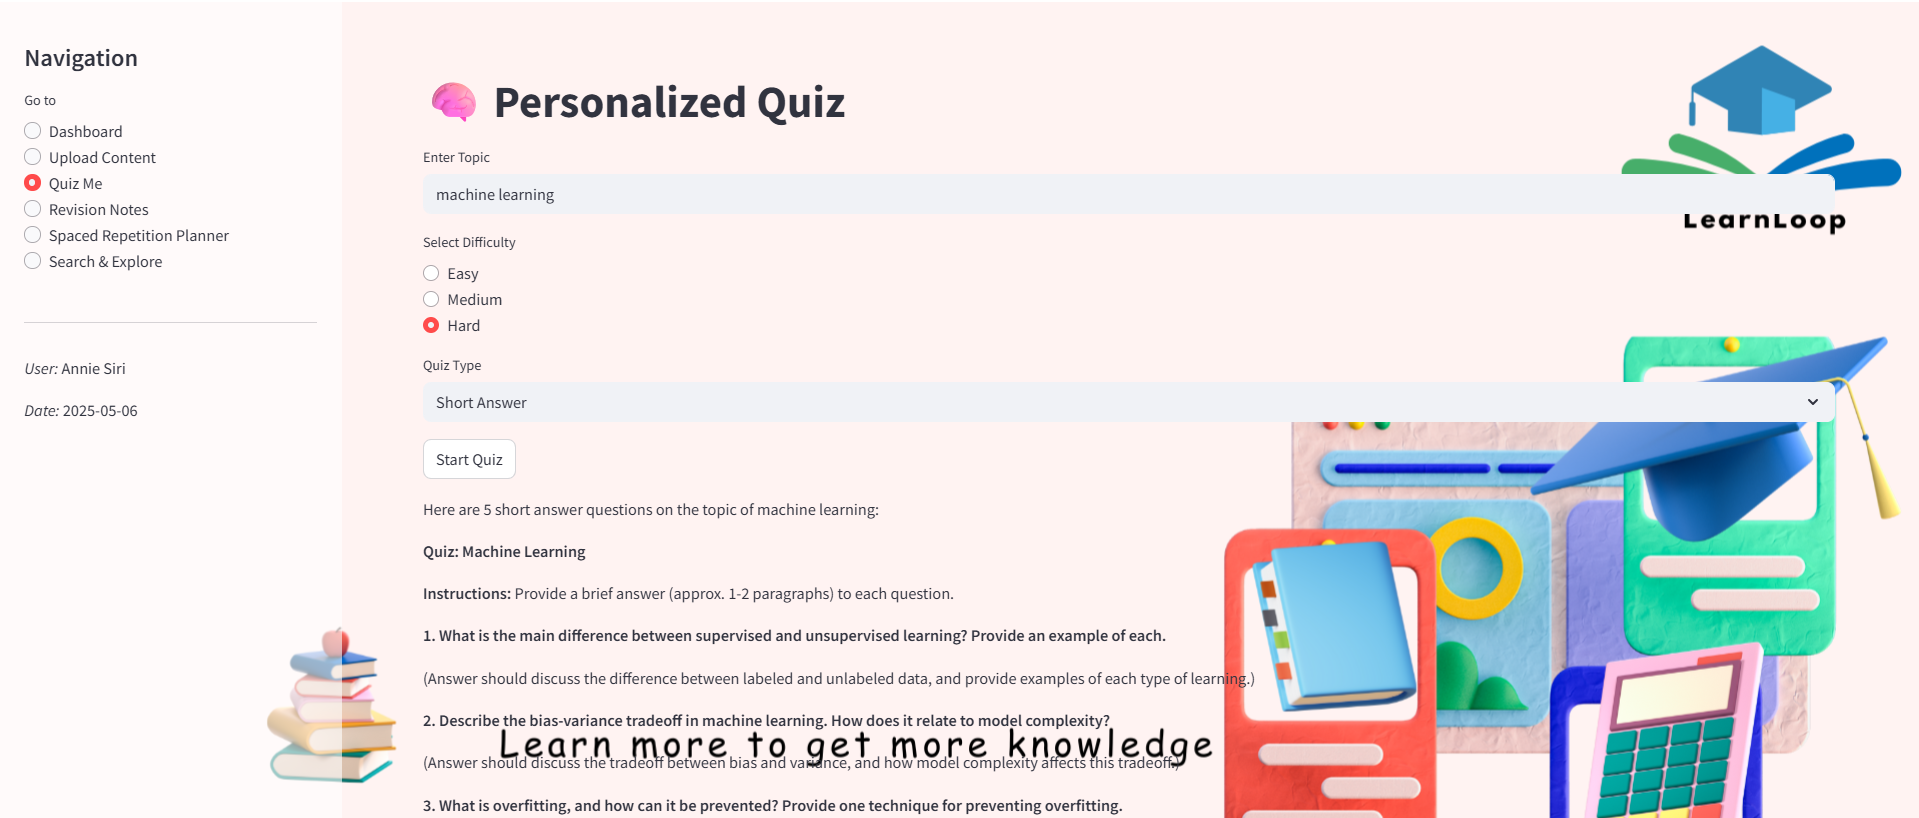 Navigation
Go to
Dashboard
Upload Content
Quiz Me
Revision Notes
Spaced Repetition Planner
Search & Explore
User: Annie Siri
Date: 2025-05-06
Personalized Quiz
Enter Topic
machine learning
LearnLoop
Select Difficulty
Easy
Medium
Hard
Quiz Type
Short Answer
Start Quiz
Here are 5 short answer questions on the topic of machine learning:
Quiz: Machine Learning
Instructions: Provide a brief answer (approx. 1-2 paragraphs) to each question.
1. What is the main difference between supervised and unsupervised learning? Provide an example of each.
(Answer should discuss the difference between labeled and unlabeled data, and provide examples of each type of learning.)
2. Describe the bias-variance tradeoff in machine learning. How does it relate to model complexity?
Learn more to get more knowledge
(Answer should discuss the tradeoff between bias and variance, and how model complexity affects this tradeoff.)
3. What is overfitting, and how can it be prevented? Provide one technique for preventing overfitting.